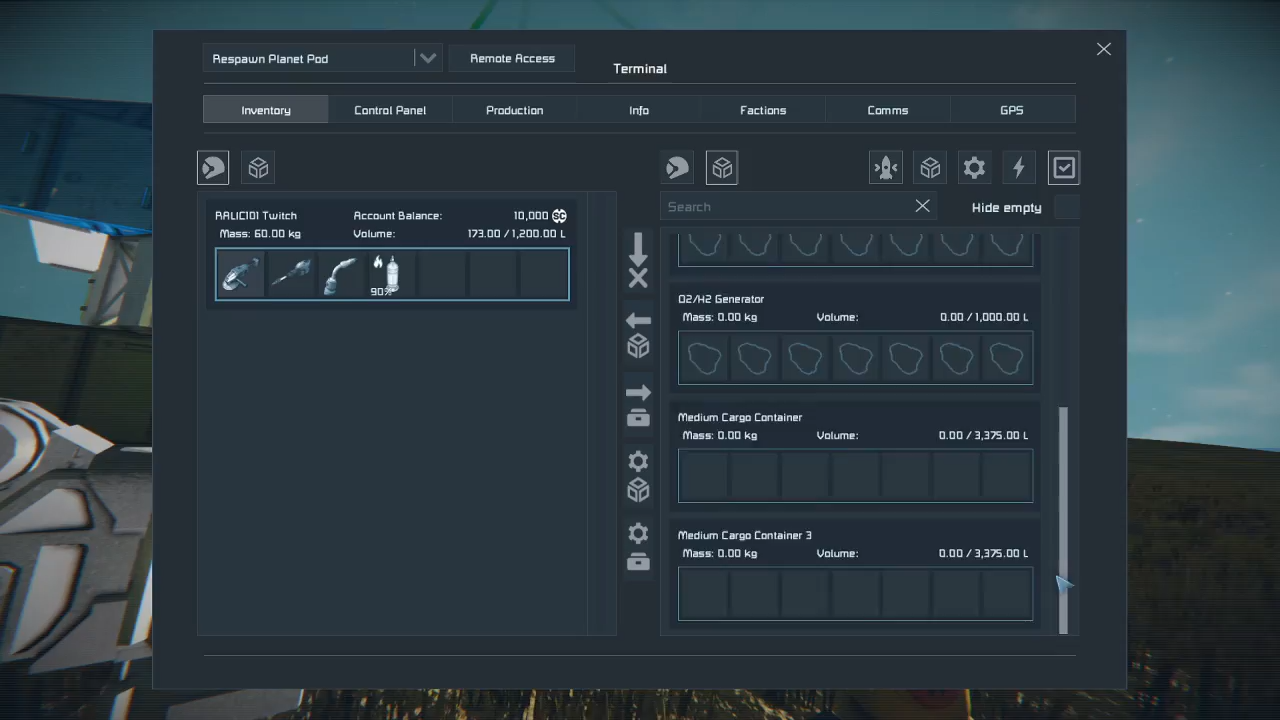 Respawn Planet Pod
Remote Access
Terminal
Inventory
Control Panel
Production
Info
Factions
Comms
GPS
RALIC101 Twitch
Account Balance: 10,000 SC
Mass: 60.00 kg
Volume: 173.00 / 1,200.00 L
90%
Search
Hide empty
O2/H2 Generator
Mass: 0.00 kg
Volume: 0.00 / 1,000.00 L
Medium Cargo Container
Mass: 0.00 kg
Volume: 0.00 / 3,375.00 L
Medium Cargo Container 3
Mass: 0.00 kg
Volume: 0.00 / 3,375.00 L